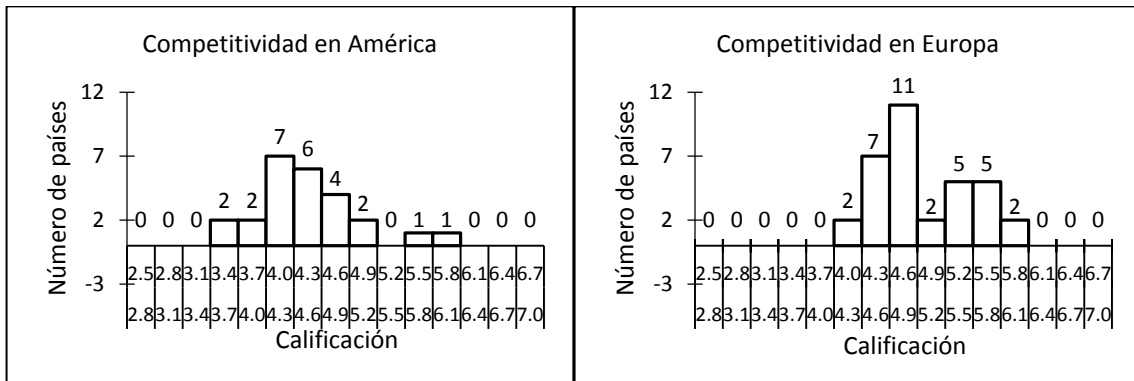 Competitividad en América
Número de países
12
7
2
-3
0 0 0 2 2 7 6 4 2 0 1 1 0 0 0
2.5 2.8 3.1 3.4 3.7 4.0 4.3 4.6 4.9 5.2 5.5 5.8 6.1 6.4 6.7
2.8 3.1 3.4 3.7 4.0 4.3 4.6 4.9 5.2 5.5 5.8 6.1 6.4 6.7 7.0
Calificación
Competitividad en Europa
Número de países
12
7
2
-3
0 0 0 0 0 2 7 11 2 5 5 2 0 0 0
2.5 2.8 3.1 3.4 3.7 4.0 4.3 4.6 4.9 5.2 5.5 5.8 6.1 6.4 6.7
2.8 3.1 3.4 3.7 4.0 4.3 4.6 4.9 5.2 5.5 5.8 6.1 6.4 6.7 7.0
Calificación